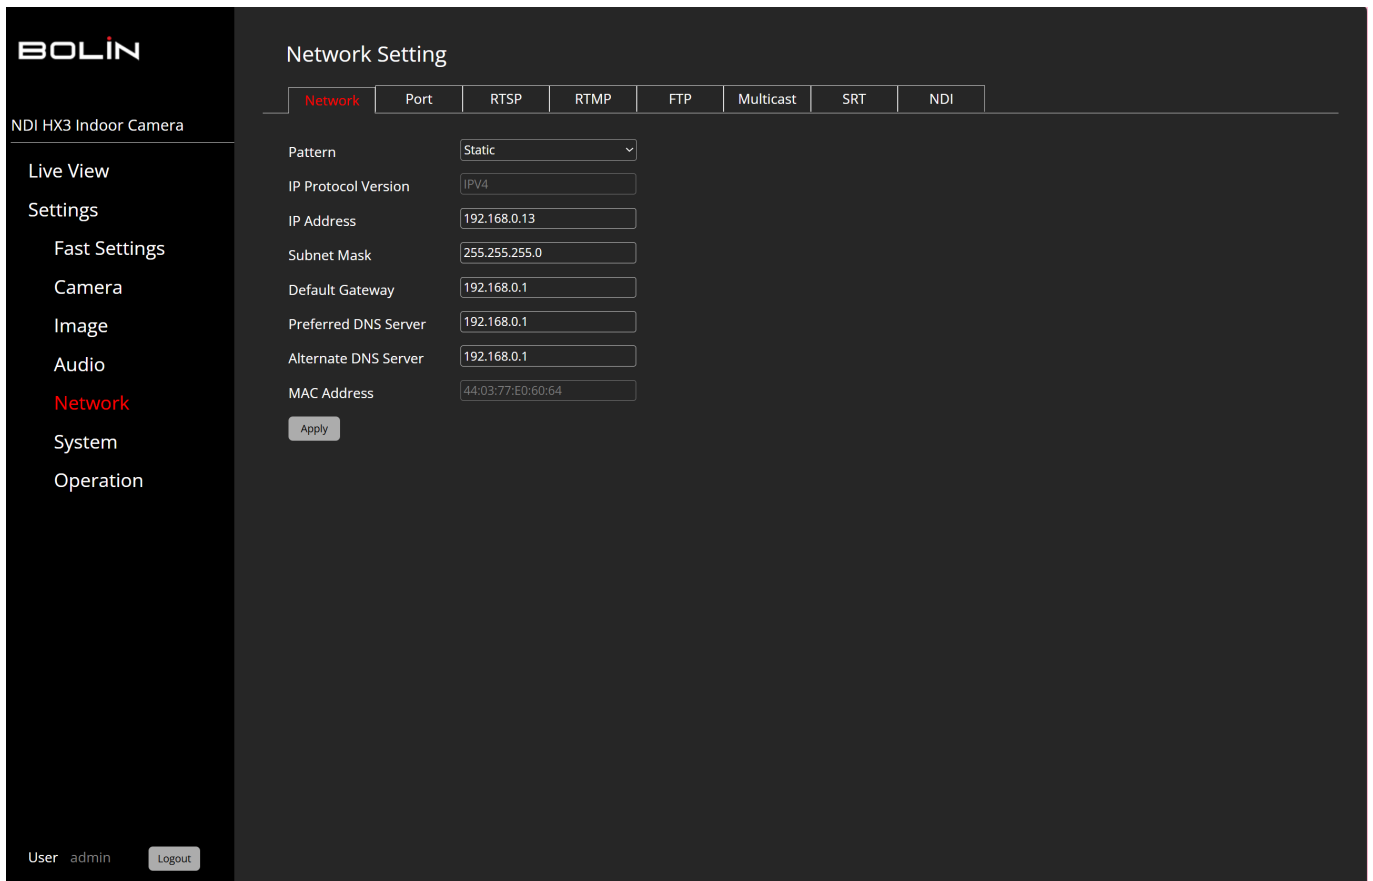 BOLIN
NDI HX3 Indoor Camera
Live View
Settings
Fast Settings
Camera
Image
Audio
Network
System
Operation
User admin Logout
Network Setting
Network Port RTSP RTMP FTP Multicast SRT NDI
Pattern Static
IP Protocol Version IPV4
IP Address 192.168.0.13
Subnet Mask 255.255.255.0
Default Gateway 192.168.0.1
Preferred DNS Server 192.168.0.1
Alternate DNS Server 192.168.0.1
MAC Address 44:03:77:E0:60:64
Apply